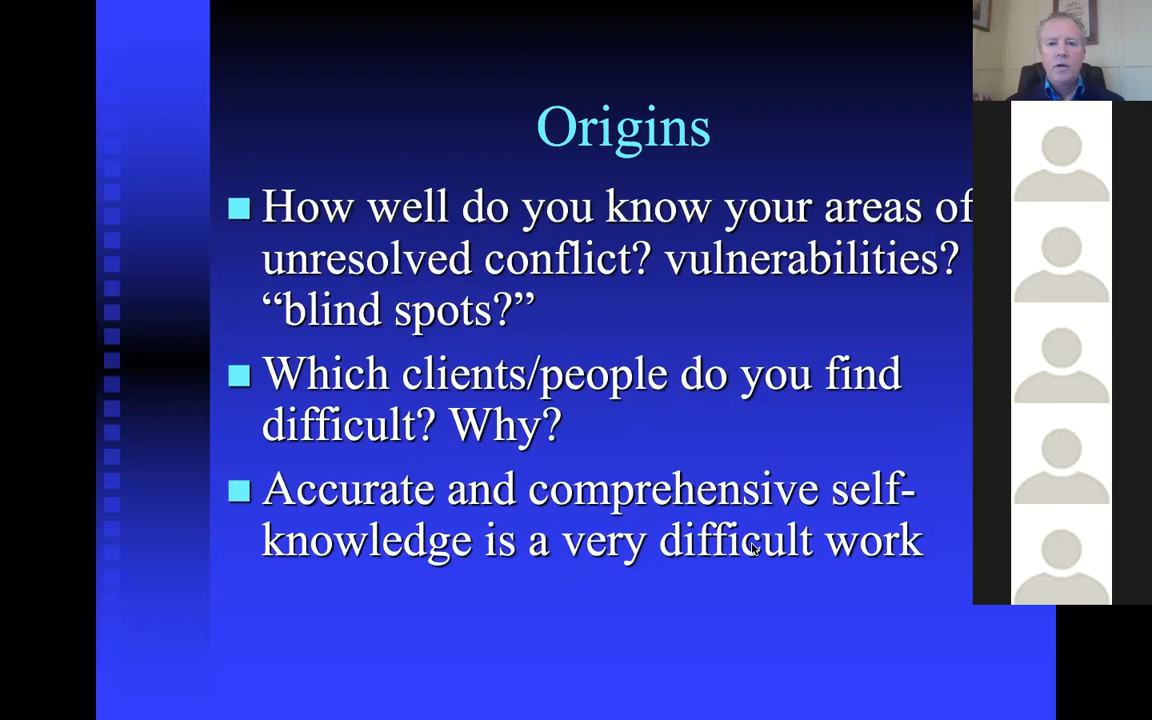 Origins
How well do you know your areas of
unresolved conflict? vulnerabilities?
“blind spots?”
Which clients/people do you find
difficult? Why?
Accurate and comprehensive self-
knowledge is a very difficult work